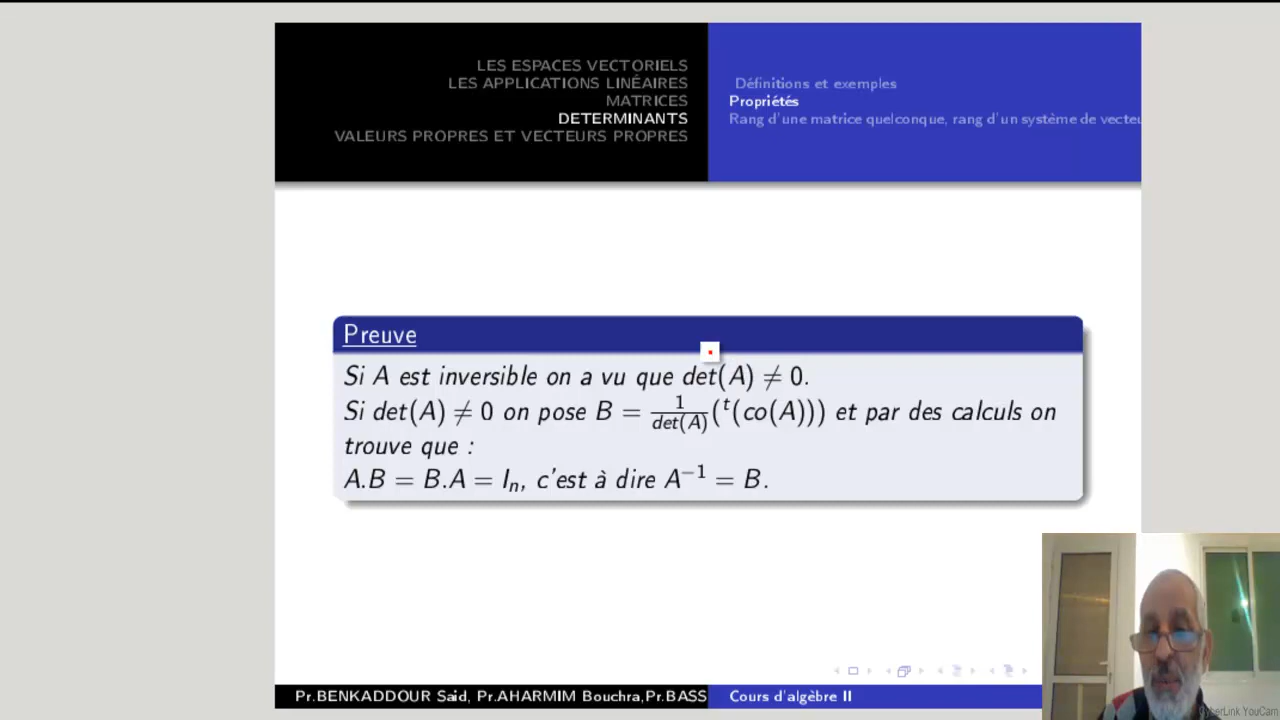 LES ESPACES VECTORIELS
LES APPLICATIONS LINÉAIRES
MATRICES
DETERMINANTS
VALEURS PROPRES ET VECTEURS PROPRES
Définitions et exemples
Propriétés
Rang d'une matrice quelconque, rang d'un système de vecteu
Preuve
Si A est inversible on a vu que det(A) ≠ 0.
Si det(A) ≠ 0 on pose B = 1/det(A) (ᵗ(co(A))) et par des calculs on
trouve que :
A.B = B.A = Iₙ, c'est à dire A⁻¹ = B.
Pr.BENKADDOUR Said, Pr.AHARMIM Bouchra,Pr.BASS
Cours d'algèbre II
CyberLink YouCam